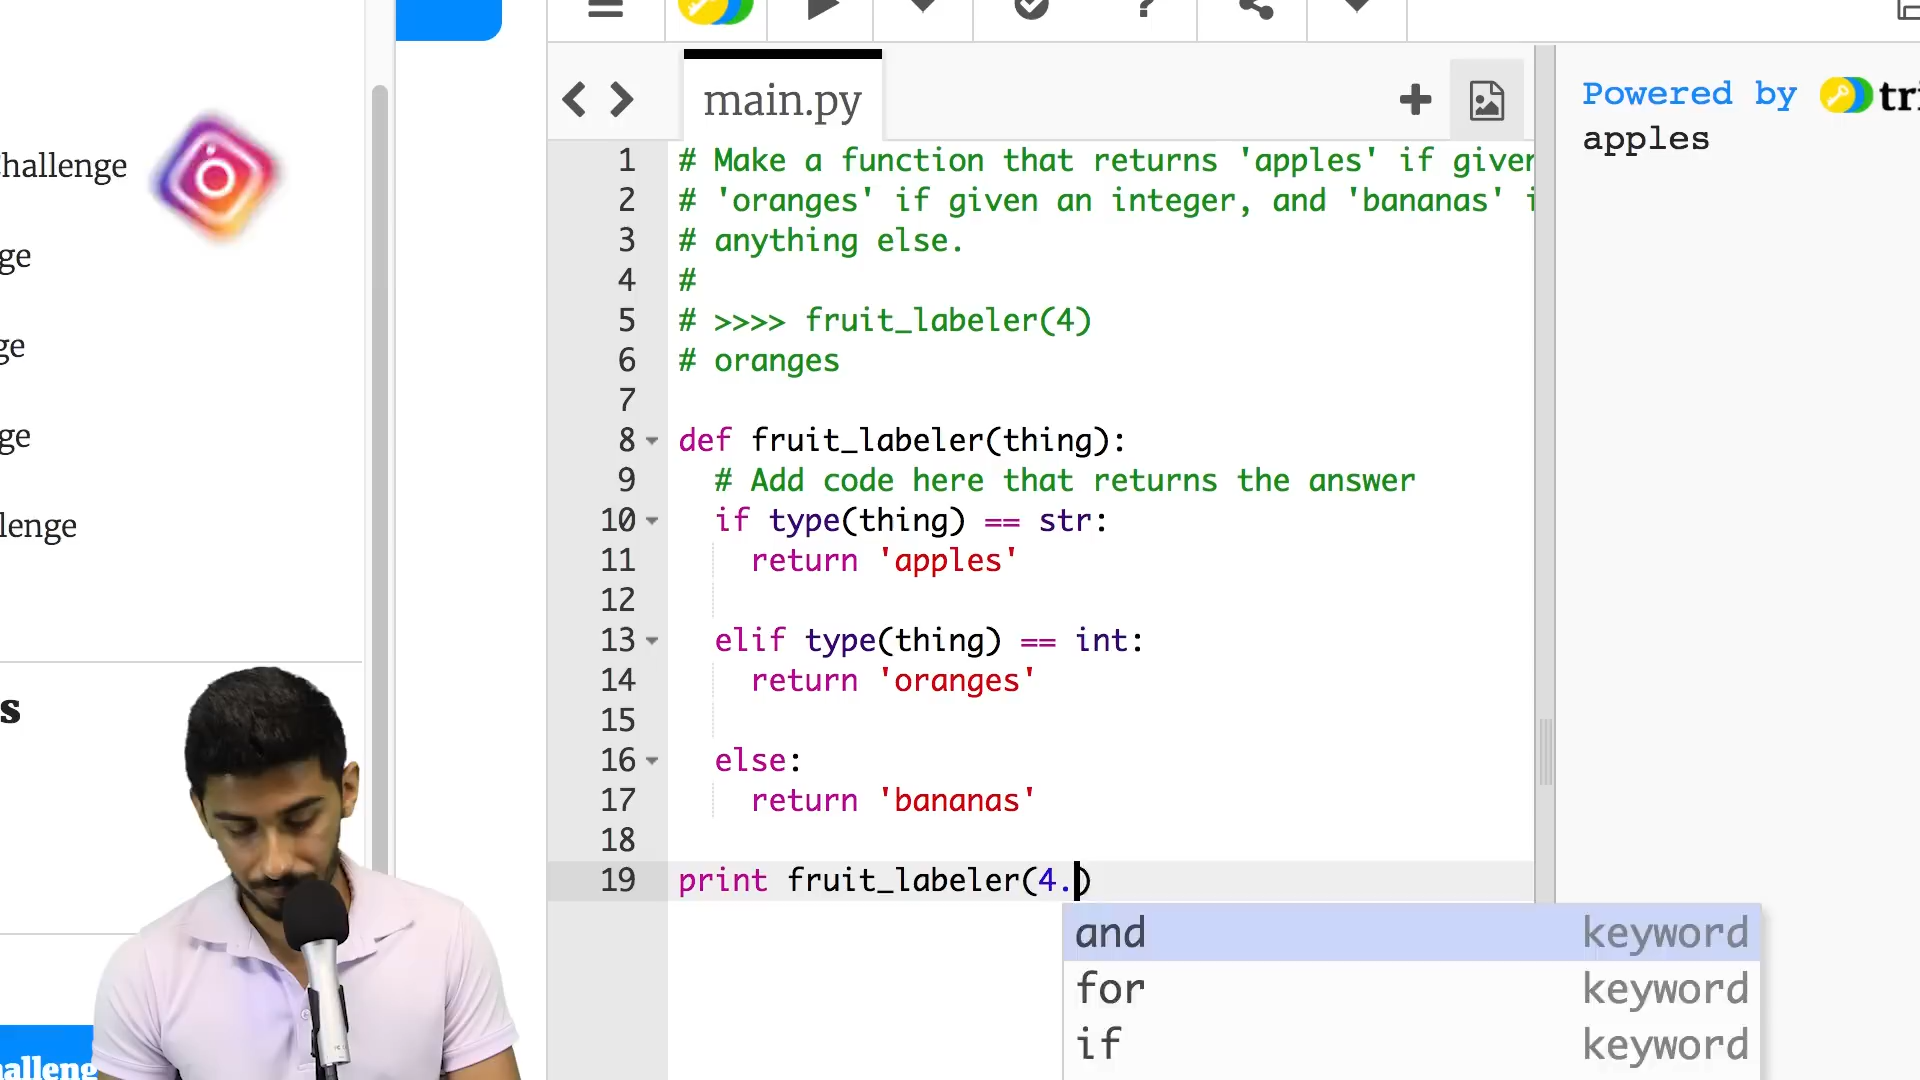 hallenge
ge
ge
ge
lenge
s
alleng
main.py
1 # Make a function that returns 'apples' if given
2 # 'oranges' if given an integer, and 'bananas' i
3 # anything else.
4 #
5 # >>>> fruit_labeler(4)
6 # oranges
7
8 def fruit_labeler(thing):
9 # Add code here that returns the answer
10 if type(thing) == str:
11 return 'apples'
12
13 elif type(thing) == int:
14 return 'oranges'
15
16 else:
17 return 'bananas'
18
19 print fruit_labeler(4.)
and keyword
for keyword
if keyword
Powered by tri
apples